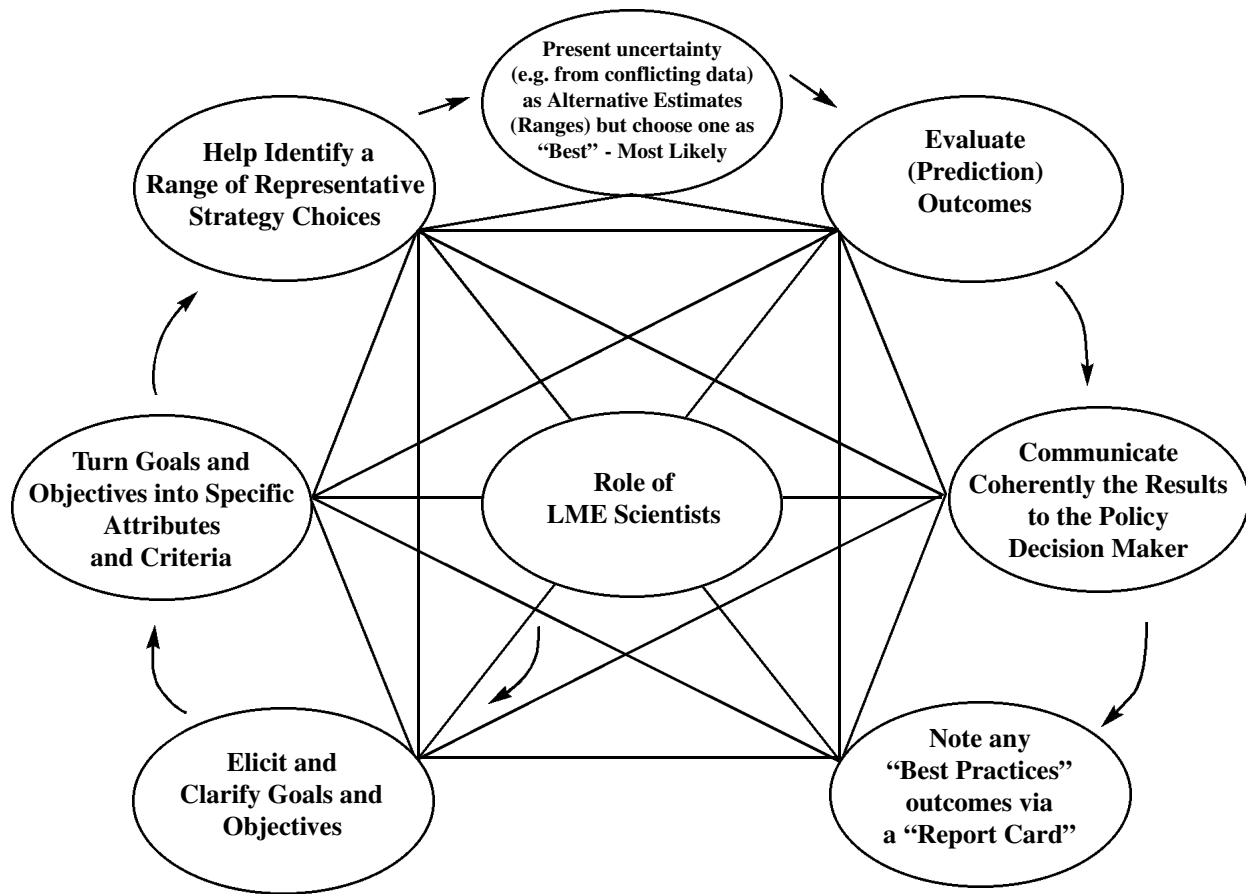 Present uncertainty
(e.g. from conflicting data)
as Alternative Estimates
(Ranges) but choose one as
“Best” - Most Likely
Help Identify a
Range of Representative
Strategy Choices
Evaluate
(Prediction)
Outcomes
Turn Goals and
Objectives into Specific
Attributes
and Criteria
Role of
LME Scientists
Communicate
Coherently the Results
to the Policy
Decision Maker
Elicit and
Clarify Goals and
Objectives
Note any
“Best Practices”
outcomes via
a “Report Card”